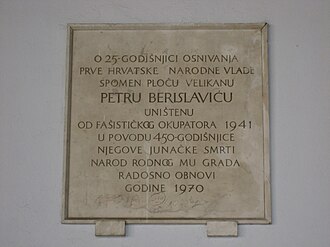 O 25-GODIŠNJICI OSNIVANJA
PRVE HRVATSKE NARODNE VLADE
SPOMEN PLOČU VELIKANU
PETRU BERISLAVIĆU
UNIŠTENU
OD FAŠISTIČKOG OKUPATORA 1941
U POVODU 450-GODIŠNJICE
NJEGOVE JUNAČKE SMRTI
NAROD RODNOG MU GRADA
RADOSNO OBNOVI
GODINE 1970